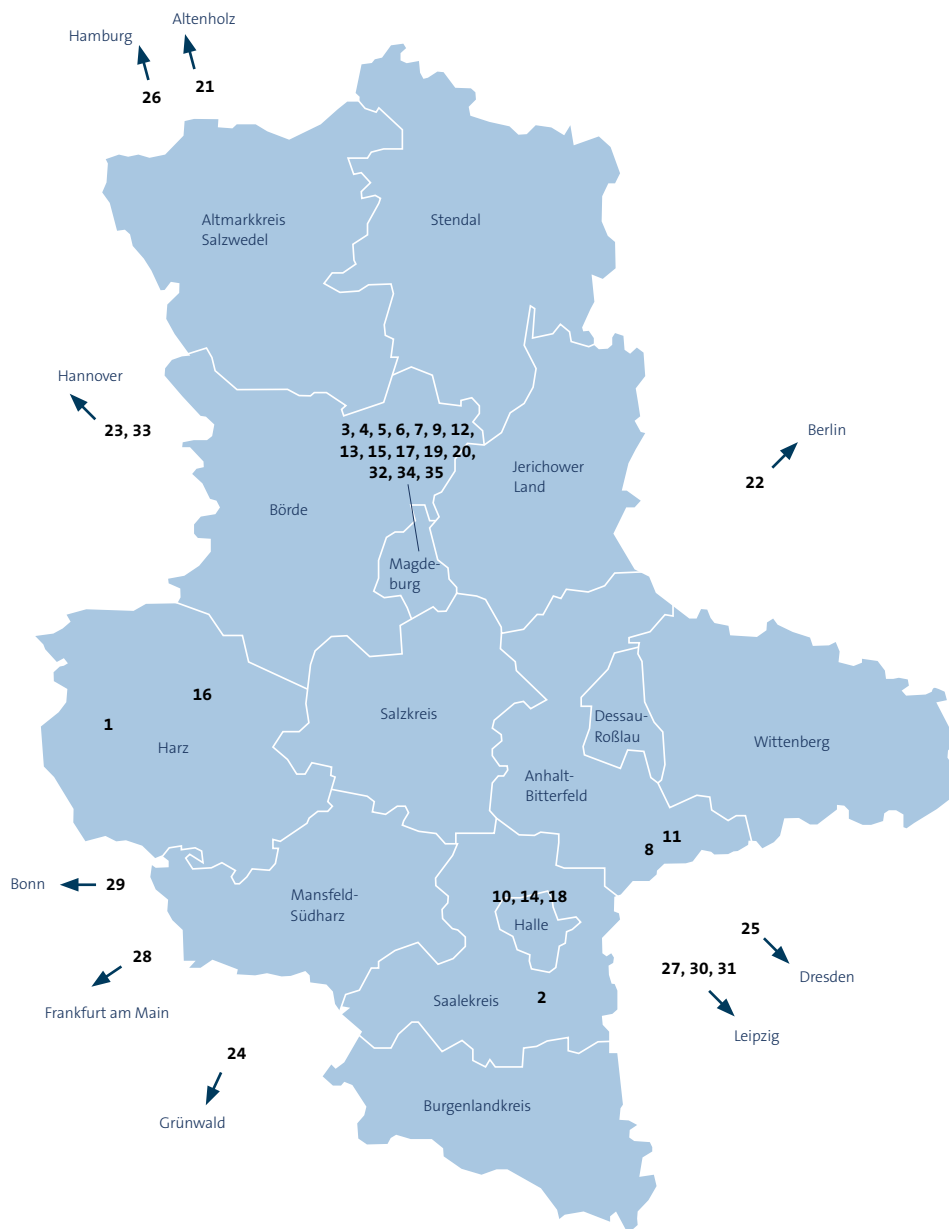 Altenholz
Hamburg
21
26
Altmarkkreis
Salzwedel
Stendal
Hannover
23, 33
3, 4, 5, 6, 7, 9, 12,
13, 15, 17, 19, 20,
32, 34, 35
Berlin
22
Jerichower
Land
Börde
Magde-
burg
16
1
Harz
Salzkreis
Dessau-
Roßlau
Wittenberg
Anhalt-
Bitterfeld
11
8
Bonn
29
Mansfeld-
Südharz
10, 14, 18
Halle
25
28
27, 30, 31
Dresden
Frankfurt am Main
Saalekreis
2
Leipzig
24
Grünwald
Burgenlandkreis